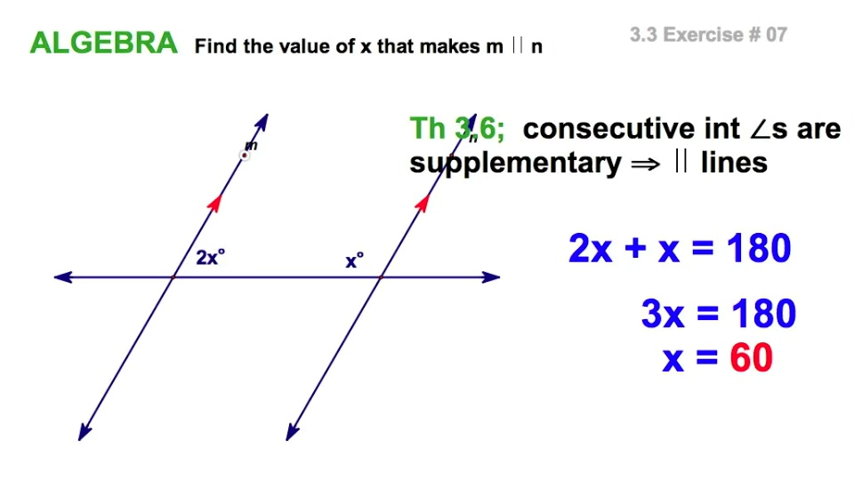 ALGEBRA Find the value of x that makes m || n
3.3 Exercise # 07
Th 3.6; consecutive int ∠s are
supplementary ⇒ || lines
m
n
2x°
x°
2x + x = 180
3x = 180
x = 60